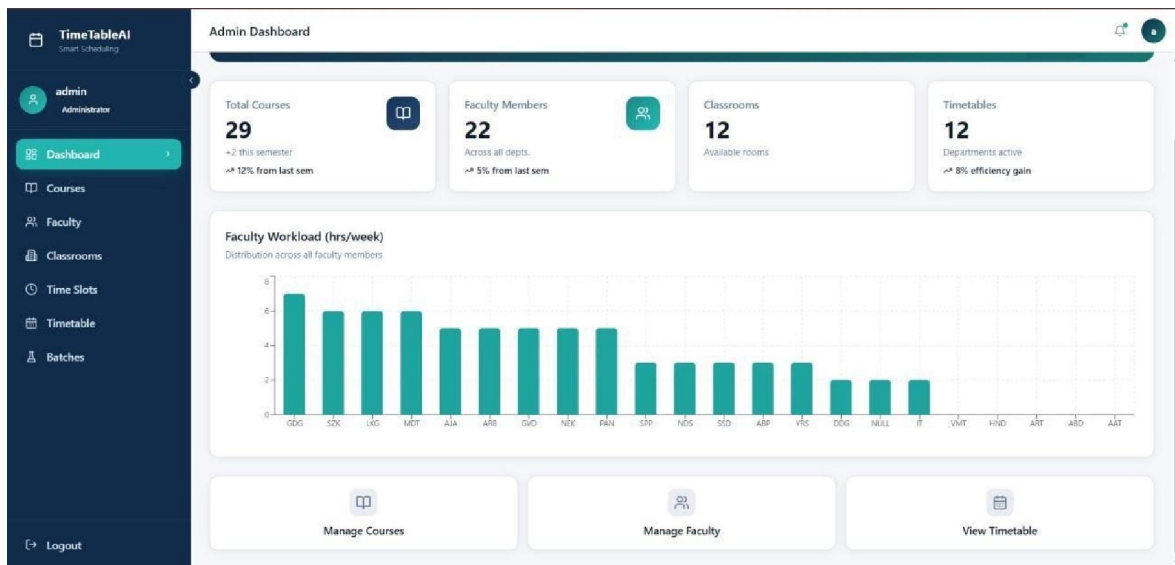 TimeTableAI
Smart Scheduling
admin
Administrator
Dashboard
Courses
Faculty
Classrooms
Time Slots
Timetable
Batches
Logout
Admin Dashboard
a
Total Courses
29
+2 this semester
12% from last sem
Faculty Members
22
Across all depts.
5% from last sem
Classrooms
12
Available rooms
Timetables
12
Departments active
8% efficiency gain
Faculty Workload (hrs/week)
Distribution across all faculty members
8
6
4
2
0
GDG SZK LKG MDT AJA ARB GVD NEK PAN SPP NDS SSD ABP YRS DDG NULL IT VMT HND ART ABD AAT
Manage Courses
Manage Faculty
View Timetable